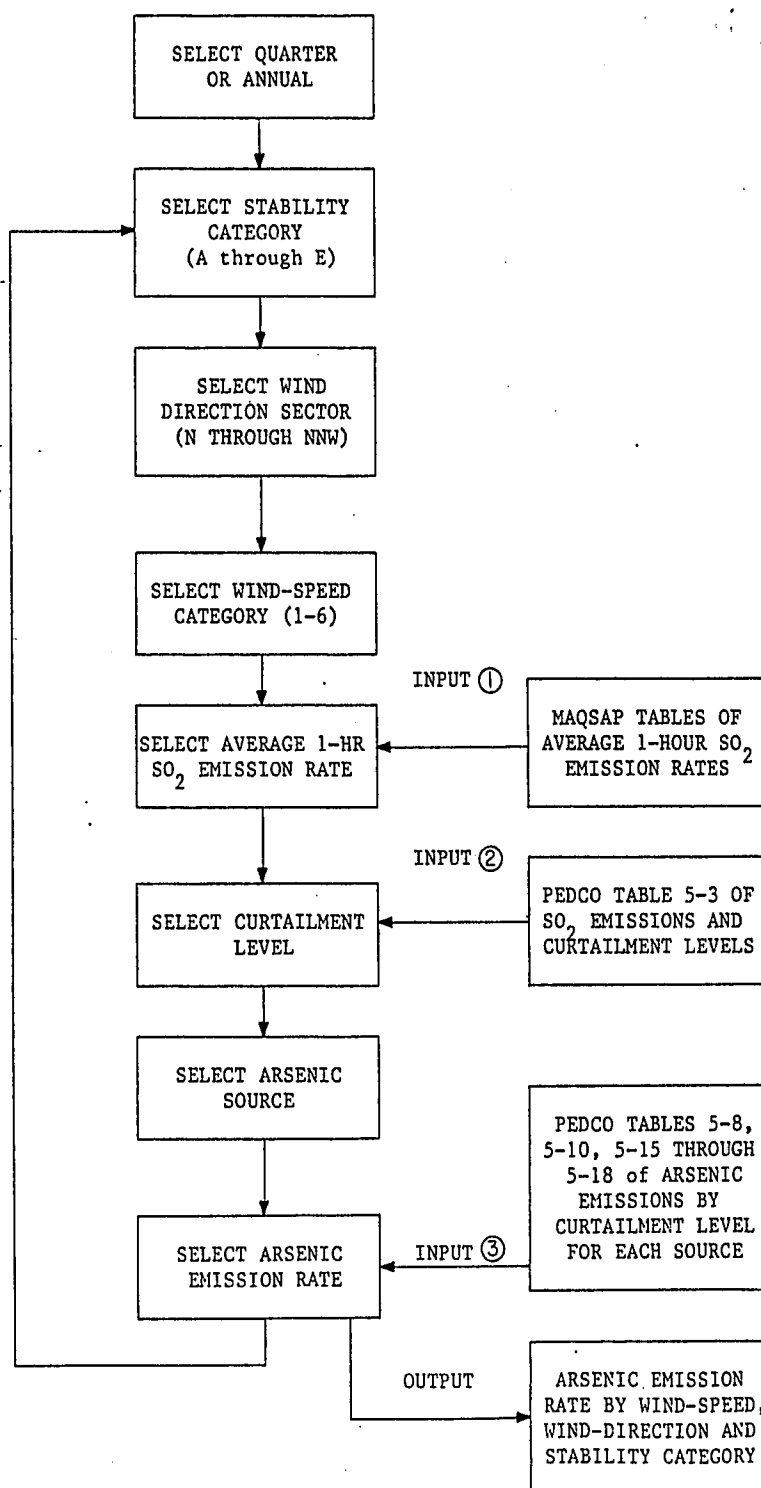 SELECT QUARTER
OR ANNUAL
SELECT STABILITY
CATEGORY
(A through E)
SELECT WIND
DIRECTION SECTOR
(N THROUGH NNW)
SELECT WIND-SPEED
CATEGORY (1-6)
INPUT ①
SELECT AVERAGE 1-HR
SO2 EMISSION RATE
MAQSAP TABLES OF
AVERAGE 1-HOUR SO2
EMISSION RATES
INPUT ②
SELECT CURTAILMENT
LEVEL
PEDCO TABLE 5-3 OF
SO2 EMISSIONS AND
CURTAILMENT LEVELS
SELECT ARSENIC
SOURCE
PEDCO TABLES 5-8,
5-10, 5-15 THROUGH
5-18 of ARSENIC
EMISSIONS BY
CURTAILMENT LEVEL
FOR EACH SOURCE
SELECT ARSENIC
EMISSION RATE
INPUT ③
OUTPUT
ARSENIC EMISSION
RATE BY WIND-SPEED,
WIND-DIRECTION AND
STABILITY CATEGORY